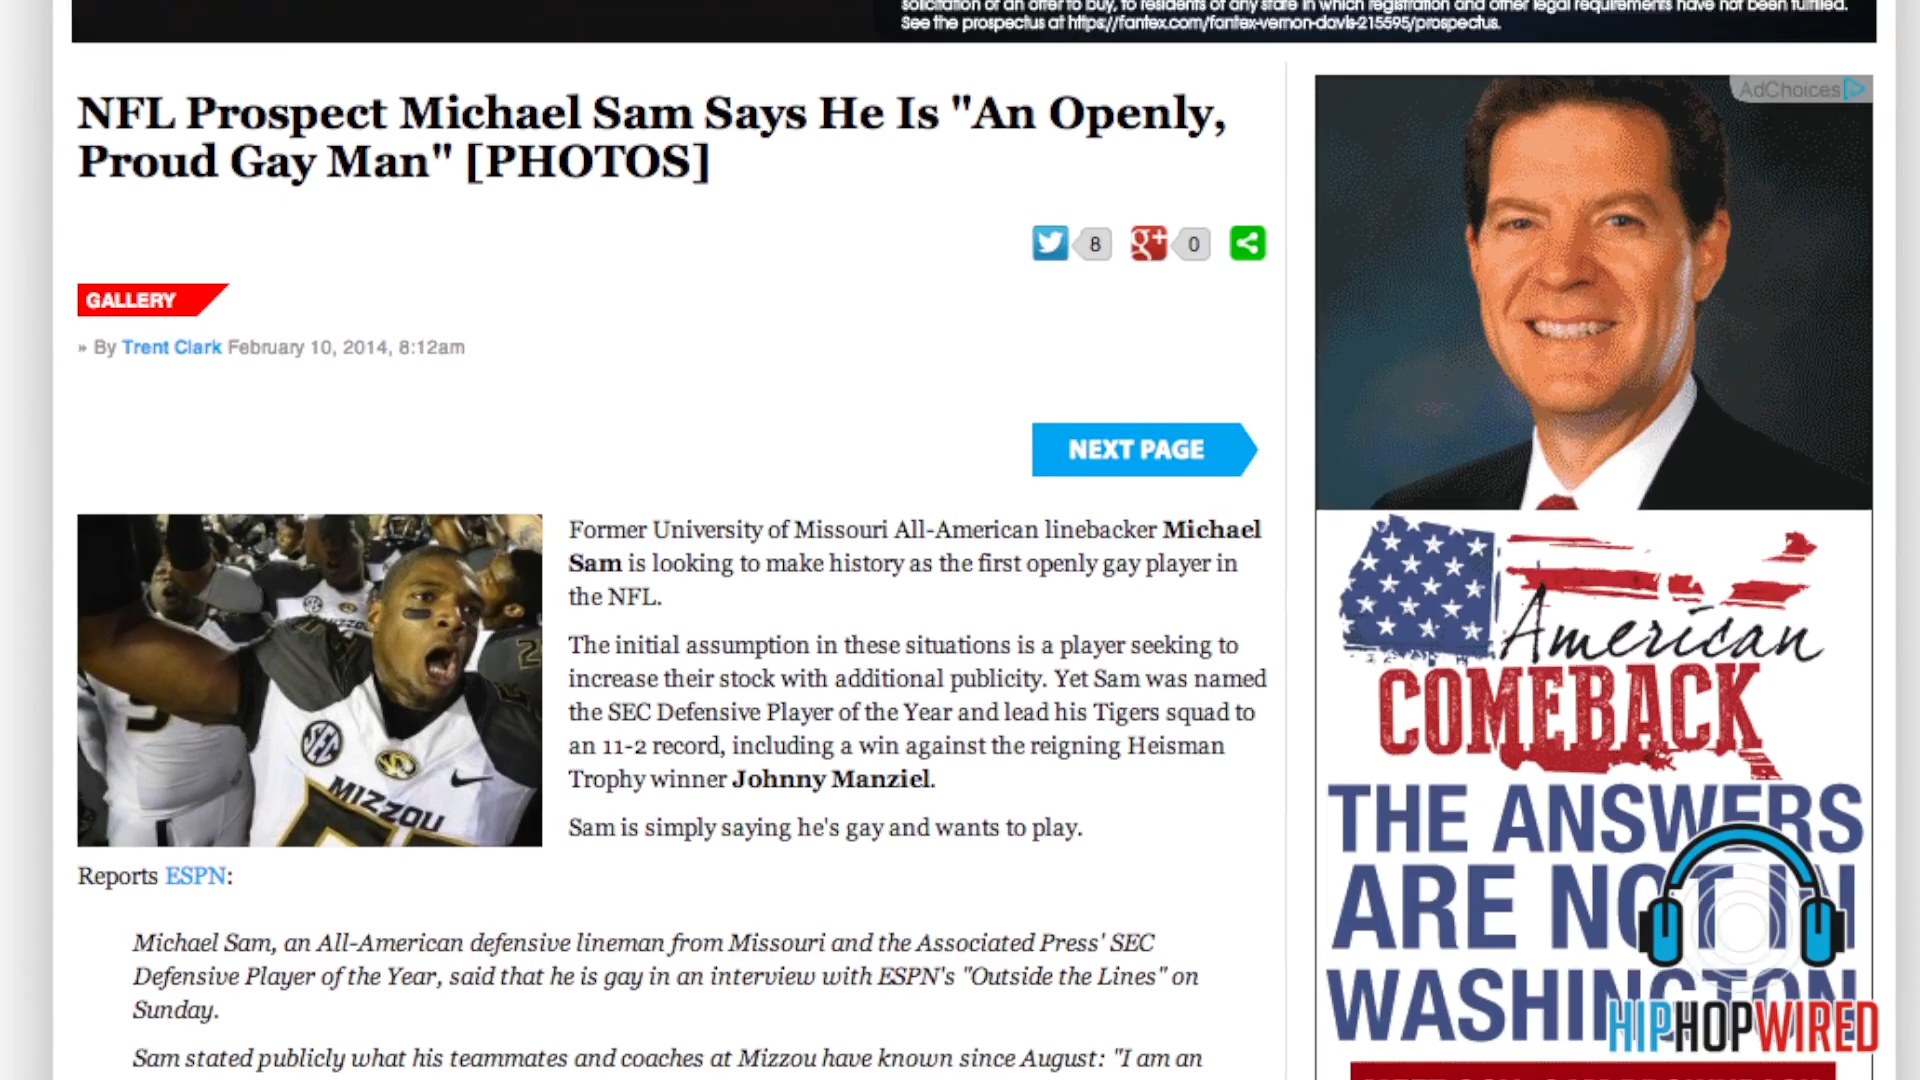 solicitation of an offer to buy, to residents of any state in which registration and other legal requirements have not been fulfilled.
See the prospectus at https://fantex.com/fantex-vernon-davis-215595/prospectus.
AdChoices
NFL Prospect Michael Sam Says He Is "An Openly,
Proud Gay Man" [PHOTOS]
8
g+
0
GALLERY
» By Trent Clark February 10, 2014, 8:12am
NEXT PAGE
Former University of Missouri All-American linebacker Michael
Sam is looking to make history as the first openly gay player in
the NFL.
The initial assumption in these situations is a player seeking to
increase their stock with additional publicity. Yet Sam was named
the SEC Defensive Player of the Year and lead his Tigers squad to
an 11-2 record, including a win against the reigning Heisman
Trophy winner Johnny Manziel.
Sam is simply saying he's gay and wants to play.
SEC
MIZZOU
Reports ESPN:
Michael Sam, an All-American defensive lineman from Missouri and the Associated Press' SEC
Defensive Player of the Year, said that he is gay in an interview with ESPN's "Outside the Lines" on
Sunday.
Sam stated publicly what his teammates and coaches at Mizzou have known since August: "I am an
American
COMEBACK
THE ANSWERS
ARE NOT IN
WASHINGTON
HIPHOPWIRED